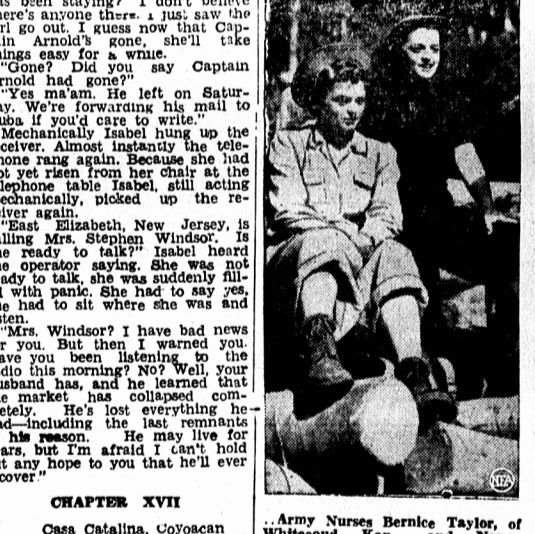 as been staying? I don't believe
here's anyone there. I just saw the
irl go out. I guess now that Cap-
ain Arnold's gone, she'll take
hings easy for a while.
"Gone? Did you say Captain
rnold had gone?"
"Yes ma'am. He left on Satur-
ay. We're forwarding his mail to
uba if you'd care to write."
Mechanically Isabel hung up the
ceiver. Almost instantly the tele-
hone rang again. Because she had
ot yet risen from her chair at the
lephone table Isabel, still acting
echanically, picked up the re-
iver again.
"East Elizabeth, New Jersey, is
lling Mrs. Stephen Windsor. Is
e ready to talk?" Isabel heard
e operator saying. She was not
ady to talk, she was suddenly fill-
d with panic. She had to say yes,
e had to sit where she was and
sten.
"Mrs. Windsor? I have bad news
r you. But then I warned you.
ave you been listening to the
dio this morning? No? Well, your
usband has, and he learned that
e market has collapsed com-
etely. He's lost everything he
ad—including the last remnants
his reason. He may live for
ars, but I'm afraid I can't hold
t any hope to you that he'll ever
cover."
CHAPTER XVII
Casa Catalina, Coyoacan
NEA
..Army Nurses Bernice Taylor, of
Kan., and